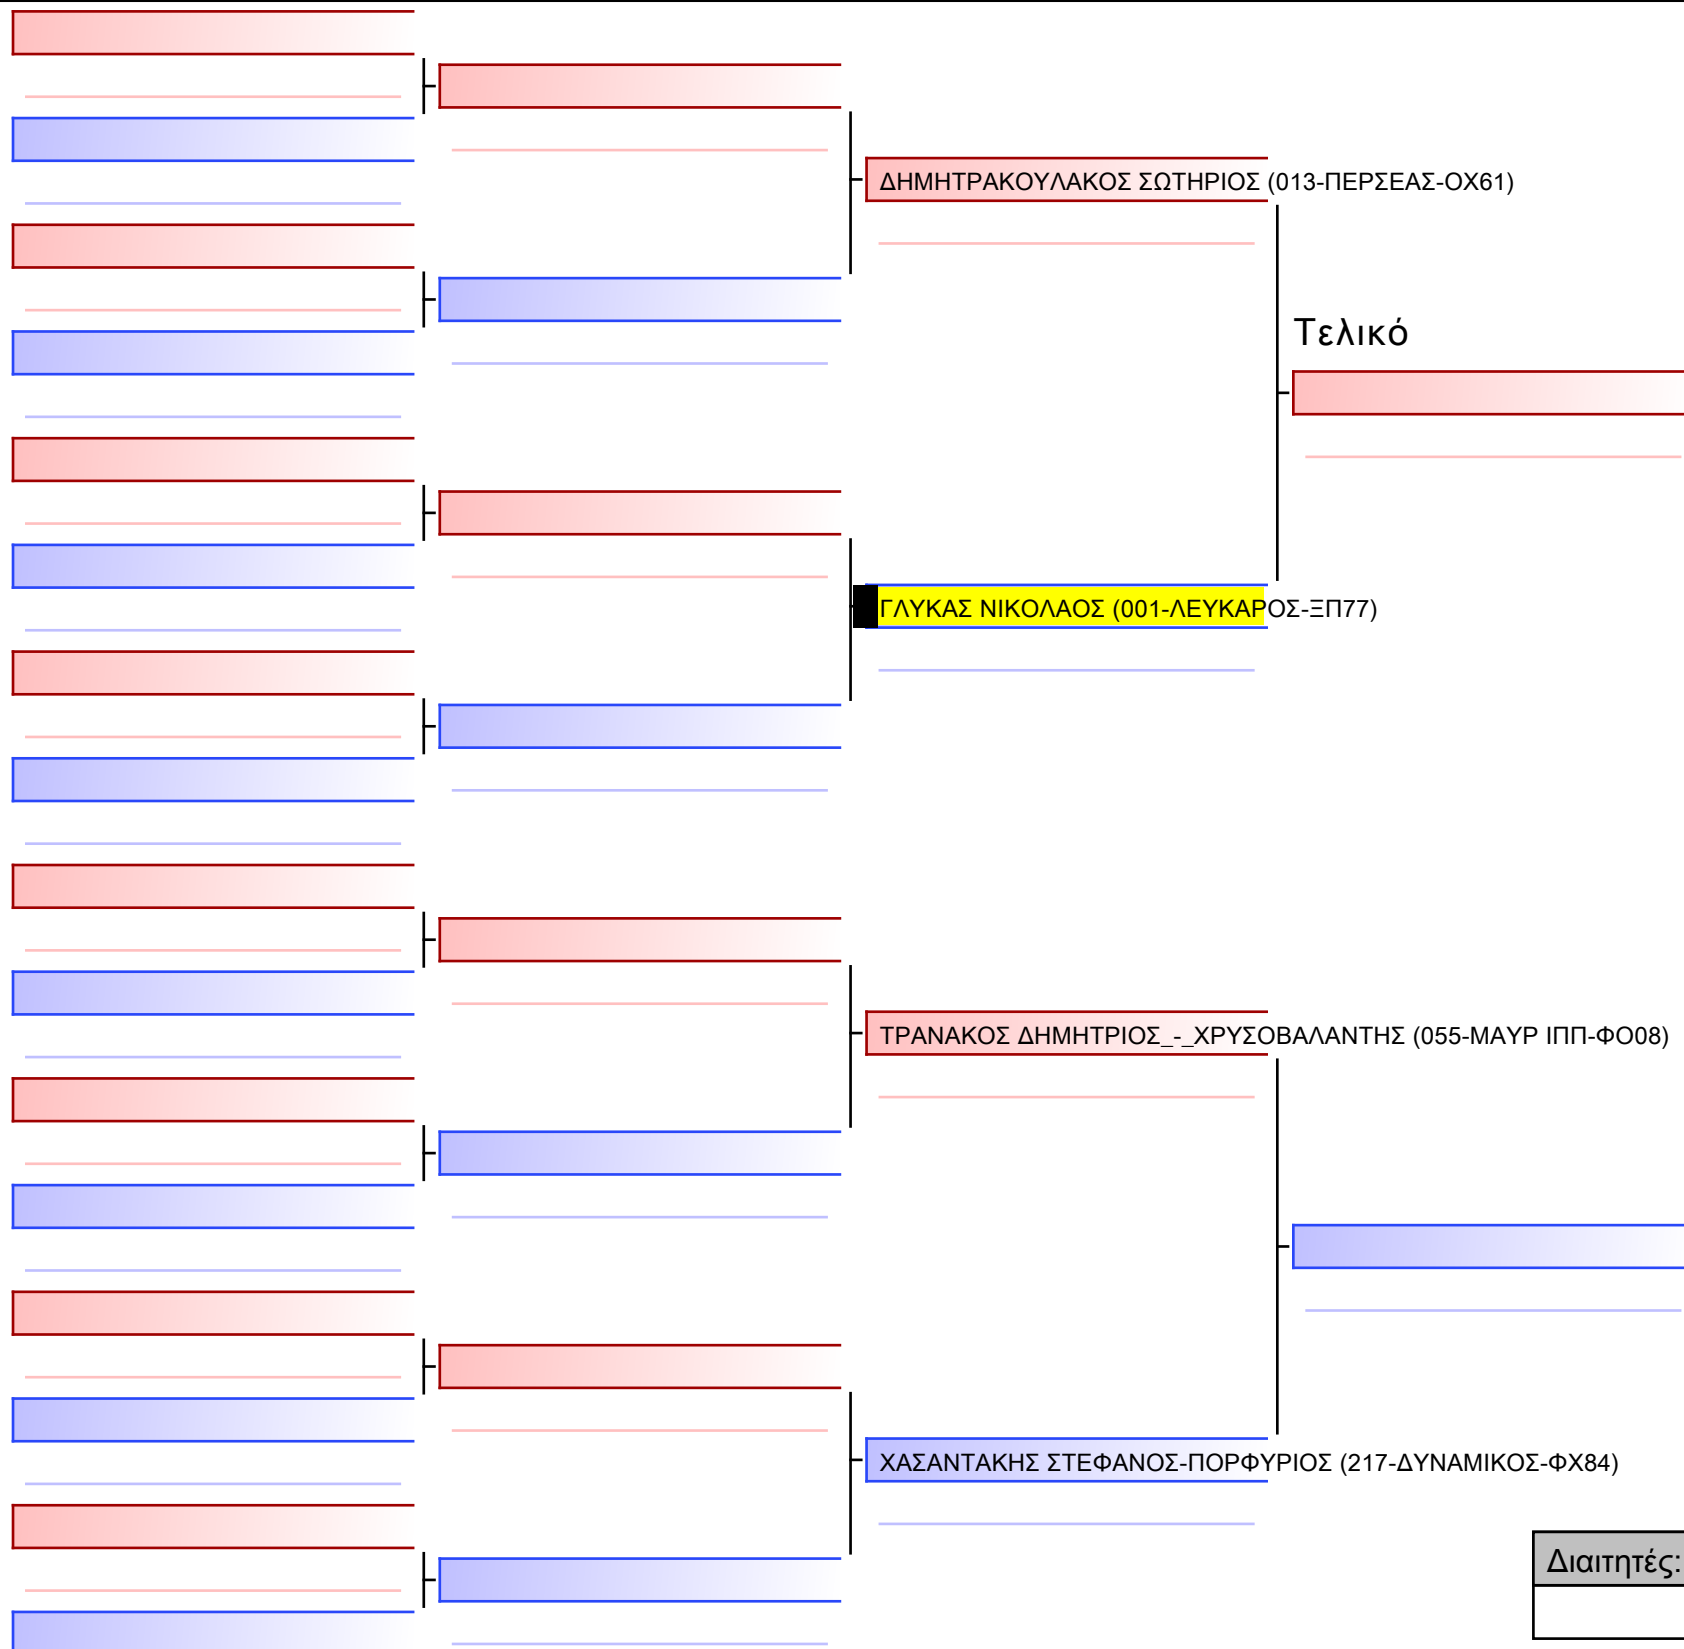 ΔΗΜΗΤΡΑΚΟΥΛΑΚΟΣ ΣΩΤΗΡΙΟΣ (013-ΠΕΡΣΕΑΣ-ΟΧ61)
Τελικό
ΓΛΥΚΑΣ ΝΙΚΟΛΑΟΣ (001-ΛΕΥΚΑΡΟΣ-ΞΠ77)
ΤΡΑΝΑΚΟΣ ΔΗΜΗΤΡΙΟΣ_-_ΧΡΥΣΟΒΑΛΑΝΤΗΣ (055-ΜΑΥΡ ΙΠΠ-ΦΟ08)
ΧΑΣΑΝΤΑΚΗΣ ΣΤΕΦΑΝΟΣ-ΠΟΡΦΥΡΙΟΣ (217-ΔΥΝΑΜΙΚΟΣ-ΦΧ84)
Διαιτητές: